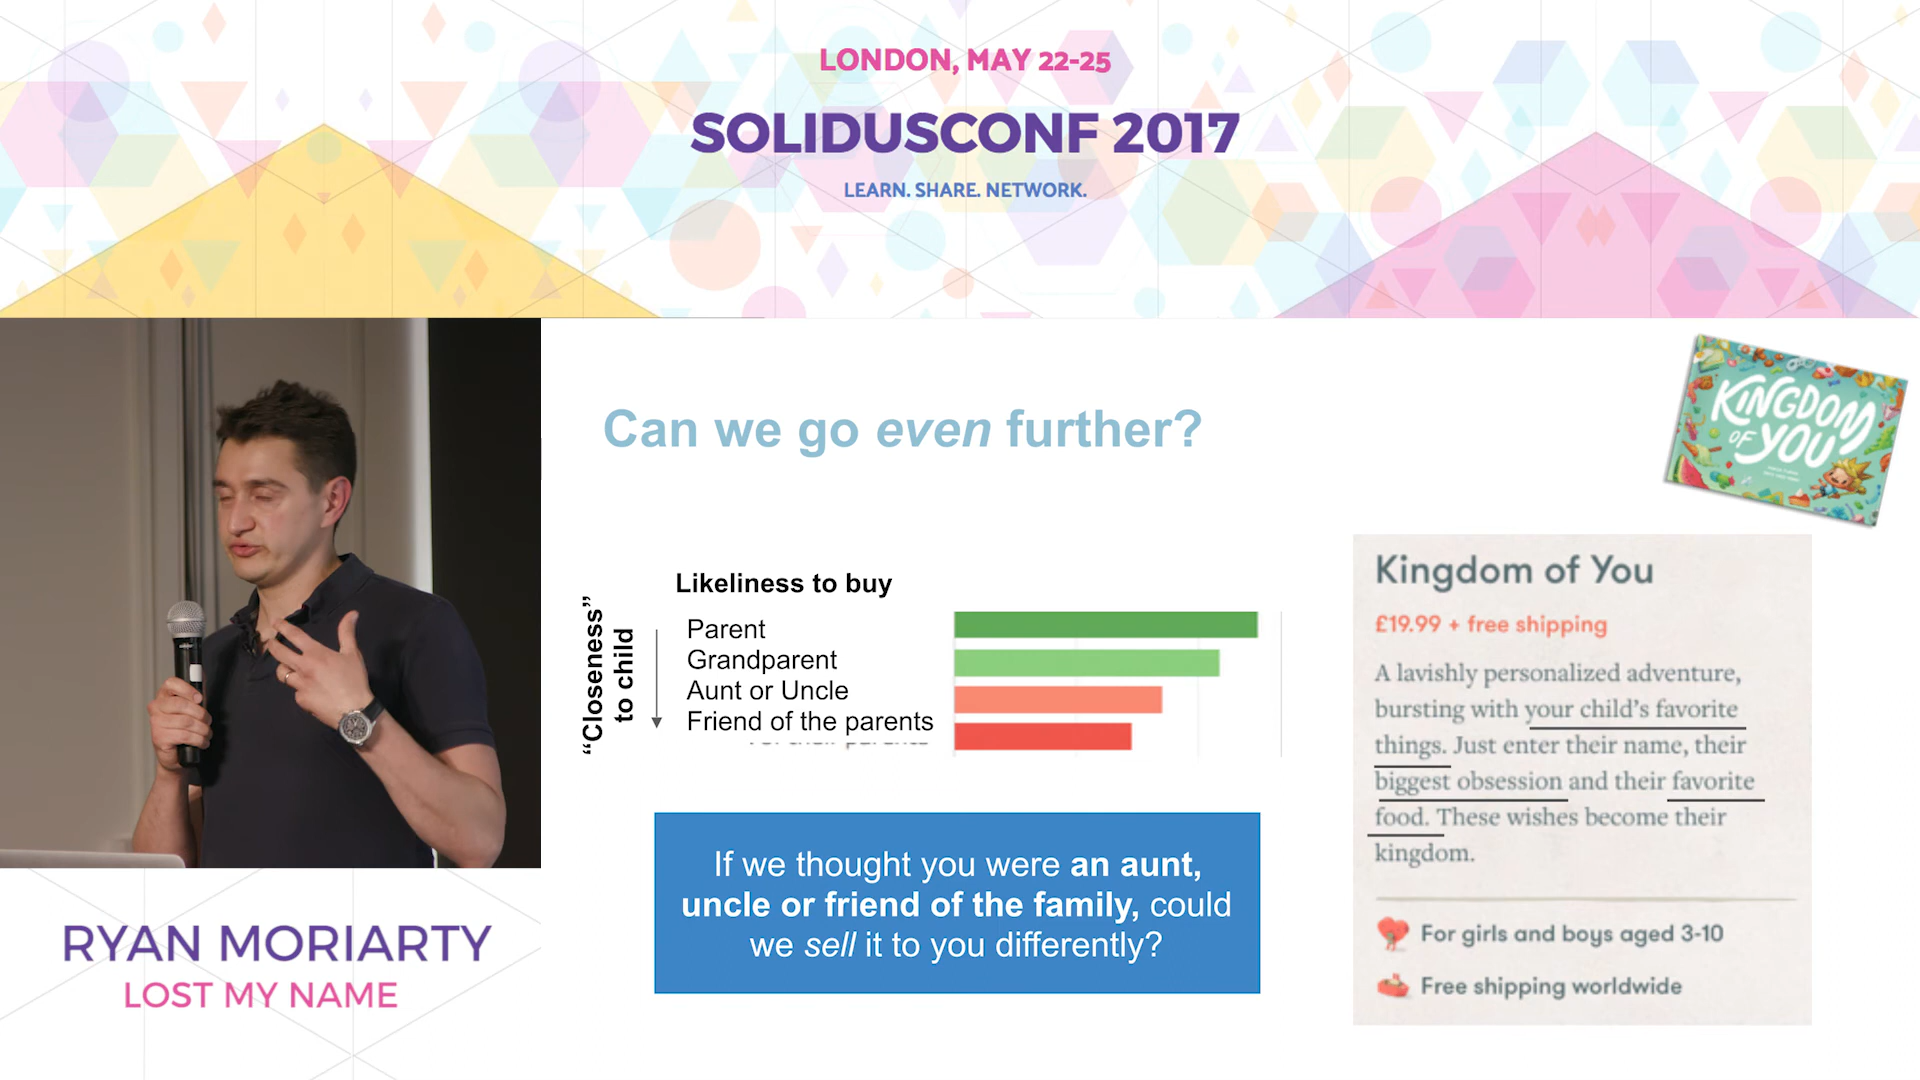 LONDON, MAY 22-25
SOLIDUSCONF 2017
LEARN. SHARE. NETWORK.
Can we go even further?
KINGDOM
OF
YOU
Likeliness to buy
"Closeness"
to child
Parent
Grandparent
Aunt or Uncle
Friend of the parents
If we thought you were an aunt,
uncle or friend of the family, could
we sell it to you differently?
Kingdom of You
£19.99 + free shipping
A lavishly personalized adventure,
bursting with your child's favorite
things. Just enter their name, their
biggest obsession and their favorite
food. These wishes become their
kingdom.
For girls and boys aged 3-10
Free shipping worldwide
RYAN MORIARTY
LOST MY NAME